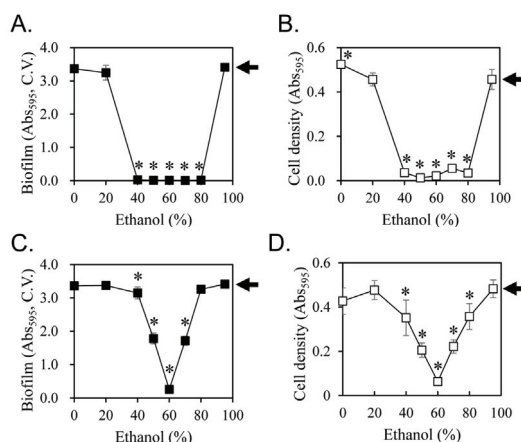 A.
Biofilm (Abs595, C.V.)
4.0
3.0
2.0
1.0
0.0
* * * * *
0 20 40 60 80 100
Ethanol (%)
B.
Cell density (Abs595)
0.6
0.4
0.2
0.0
*
* * * * *
0 20 40 60 80 100
Ethanol (%)
C.
Biofilm (Abs595, C.V.)
4.0
3.0
2.0
1.0
0
* * * *
0 20 40 60 80 100
Ethanol (%)
D.
Cell density (Abs595)
0.6
0.4
0.2
0
* * * * *
0 20 40 60 80 100
Ethanol (%)